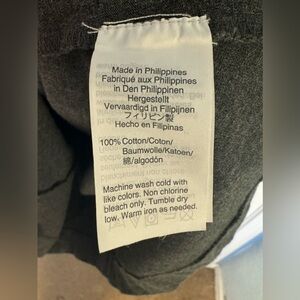 Made in Philippines
Fabriqué aux Philippines
in Den Philippinen
Hergestellt
Vervaardigd in Filipijnen
フィリピン製
Hecho en Filipinas
100% Cotton/Coton/
Baumwolle/Katoen/
綿/algodón
Machine wash cold with
like colors. Non chlorine
bleach only. Tumble dry
low. Warm iron as needed.